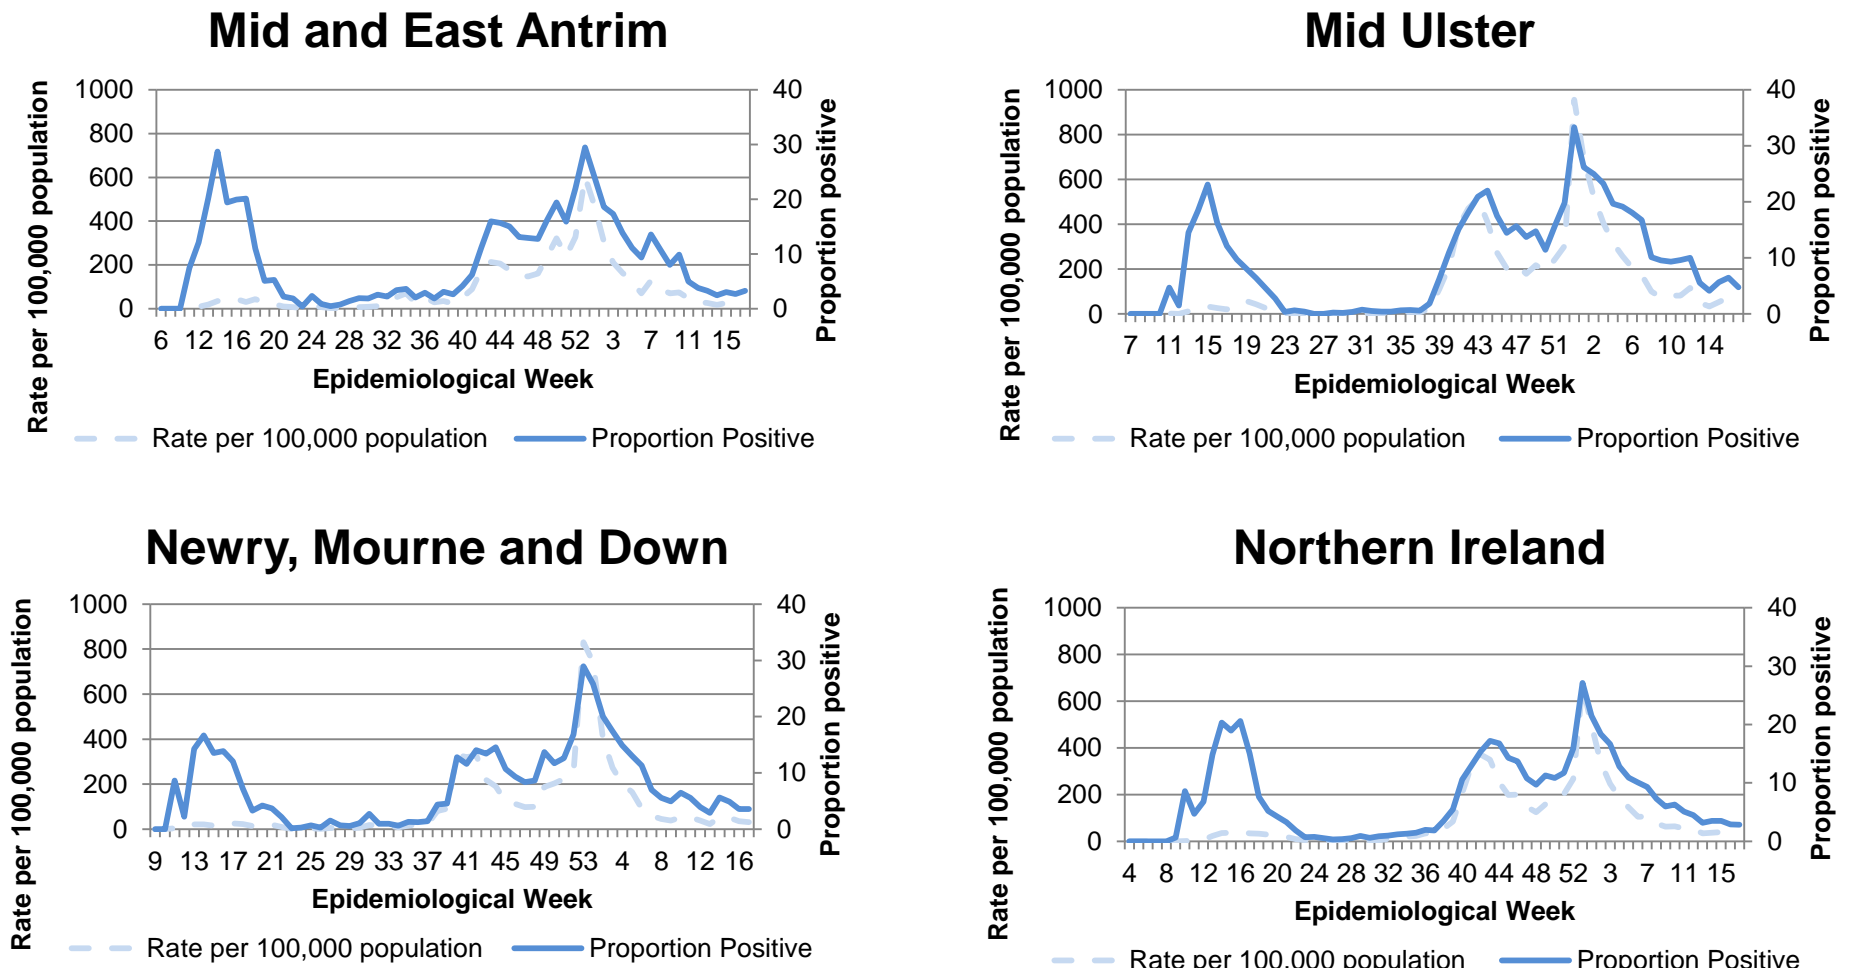 Mid and East Antrim
Rate per 100,000 population
1000
800
600
400
200
0
40
30
20
10
0
Proportion positive
6 12 16 20 24 28 32 36 40 44 48 52 3 7 11 15
Epidemiological Week
Rate per 100,000 population Proportion Positive
Mid Ulster
Rate per 100,000 population
1000
800
600
400
200
0
40
30
20
10
0
Proportion positive
7 11 15 19 23 27 31 35 39 43 47 51 2 6 10 14
Epidemiological Week
Rate per 100,000 population Proportion Positive
Newry, Mourne and Down
Rate per 100,000 population
1000
800
600
400
200
0
40
30
20
10
0
Proportion positive
9 13 17 21 25 29 33 37 41 45 49 53 4 8 12 16
Epidemiological Week
Rate per 100,000 population Proportion Positive
Northern Ireland
Rate per 100,000 population
1000
800
600
400
200
0
40
30
20
10
0
Proportion positive
4 8 12 16 20 24 28 32 36 40 44 48 52 3 7 11 15
Epidemiological Week
Rate per 100,000 population Proportion Positive